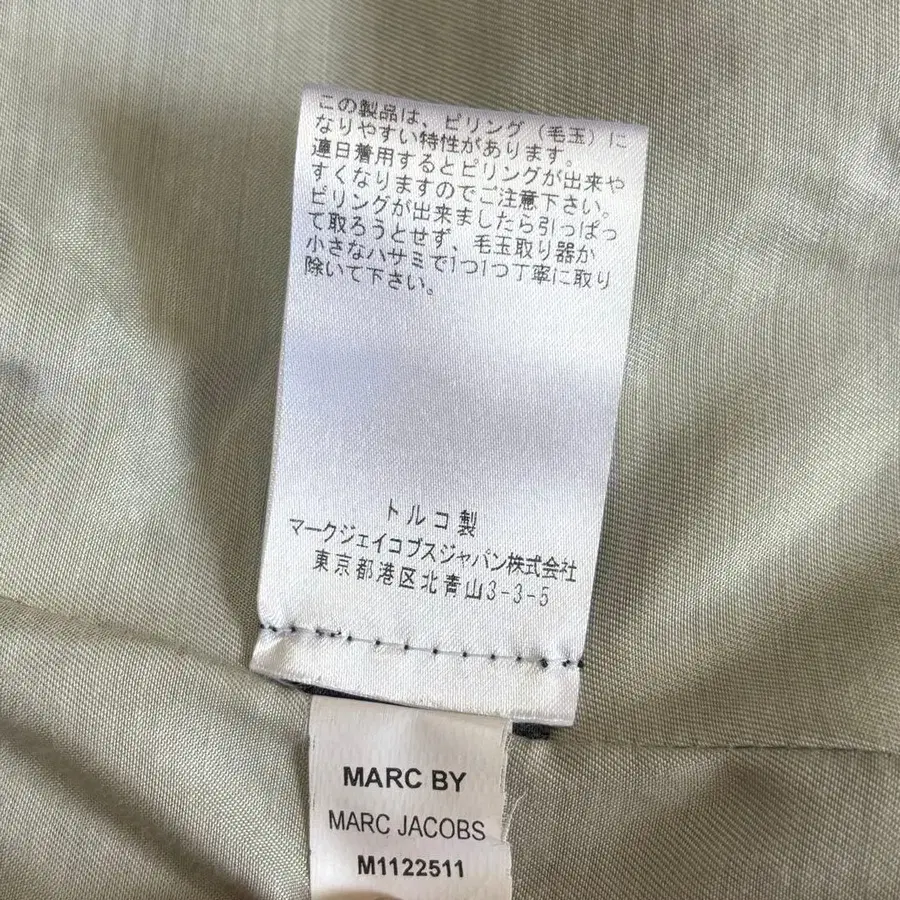 この製品は、ピリング（毛玉）に
なりやすい特性があります。
連日着用するとピリングが出来や
すくなりますのでご注意下さい。
ピリングが出来ましたら引っぱっ
て取ろうとせず、毛玉取り器か
小さなハサミで1つ1つ丁寧に取り
除いて下さい。
トルコ製
マークジェイコブスジャパン株式会社
東京都港区北青山3-3-5
MARC BY
MARC JACOBS
M1122511